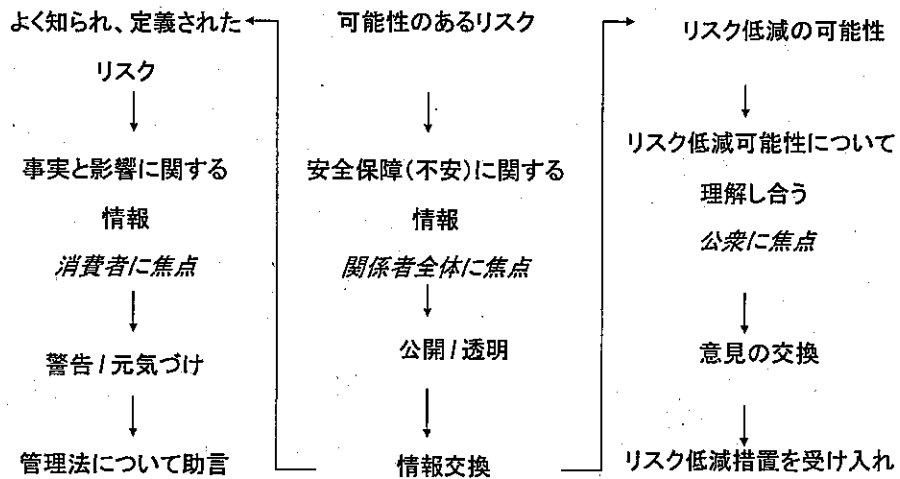 よく知られ、定義された
リスク
事実と影響に関する
情報
消費者に焦点
警告/元気づけ
管理法について助言
可能性のあるリスク
安全保障(不安)に関する
情報
関係者全体に焦点
公開/透明
情報交換
リスク低減の可能性
リスク低減可能性について
理解し合う
公衆に焦点
意見の交換
リスク低減措置を受け入れ